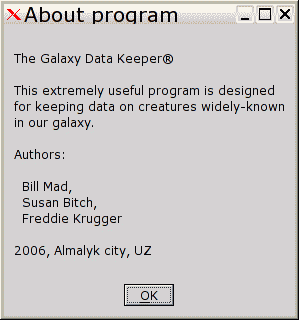 About program
The Galaxy Data Keeper®
This extremely useful program is designed
for keeping data on creatures widely-known
in our galaxy.
Authors:
Bill Mad,
Susan Bitch,
Freddie Krugger
2006, Almalyk city, UZ
OK